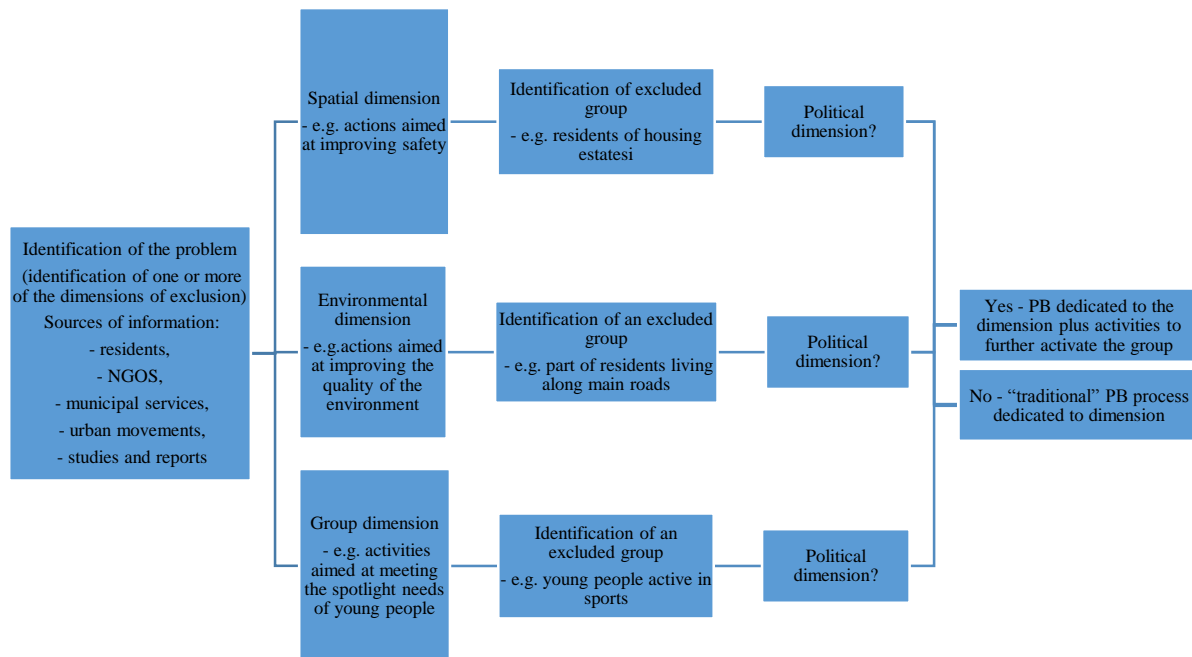 Identification of the problem
(identification of one or more
of the dimensions of exclusion)
Sources of information:
- residents,
- NGOS,
- municipal services,
- urban movements,
- studies and reports
Spatial dimension
- e.g. actions aimed
at improving safety
Identification of excluded
group
- e.g. residents of housing
estatesi
Political
dimension?
Environmental
dimension
- e.g.actions aimed
at improving the
quality of the
environment
Identification of an excluded
group
- e.g. part of residents living
along main roads
Political
dimension?
Group dimension
- e.g. activities
aimed at meeting
the spotlight needs
of young people
Identification of an
excluded group
- e.g. young people active in
sports
Political
dimension?
Yes - PB dedicated to the
dimension plus activities to
further activate the group
No - “traditional” PB process
dedicated to dimension